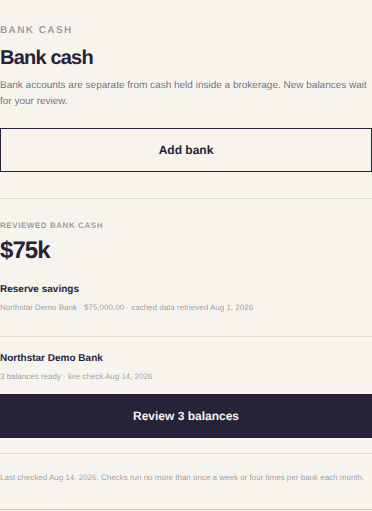 BANK CASH
Bank cash
Bank accounts are separate from cash held inside a brokerage. New balances wait
for your review.
Add bank
REVIEWED BANK CASH
$75k
Reserve savings
Northstar Demo Bank · $75,000.00 · cached data retrieved Aug 1, 2026
Northstar Demo Bank
3 balances ready · live check Aug 14, 2026
Review 3 balances
Last checked Aug 14, 2026. Checks run no more than once a week or four times per bank each month.